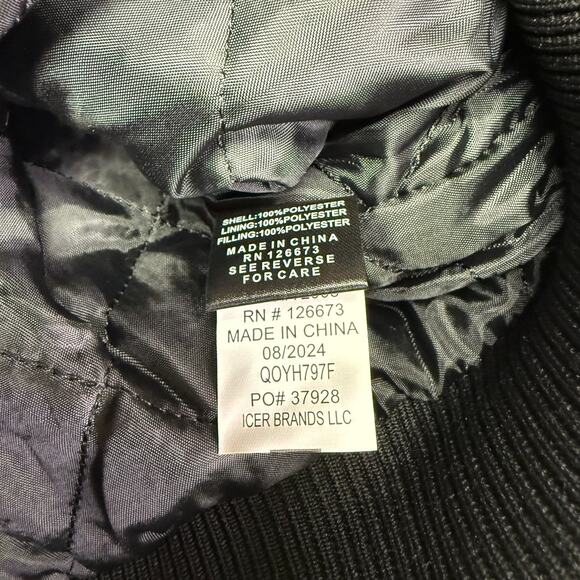 SHELL:100%POLYESTER
LINING:100%POLYESTER
FILLING:100%POLYESTER
MADE IN CHINA
RN 126673
SEE REVERSE
FOR CARE
RN # 126673
MADE IN CHINA
08/2024
QOYH797F
PO# 37928
ICER BRANDS LLC